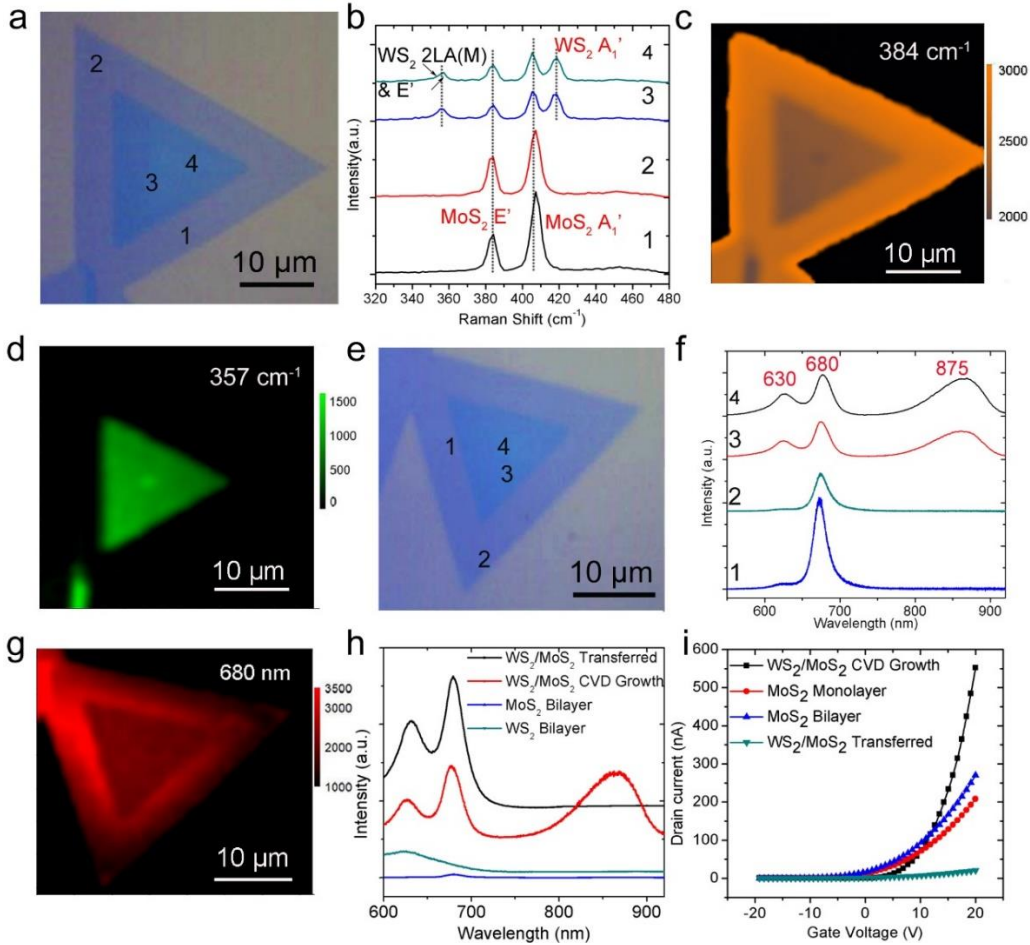 a
2
4
3
1
10 µm
b
WS₂ 2LA(M)
& E'
WS₂ A₁'
4
3
2
MoS₂ E'
MoS₂ A₁'
1
Intensity(a.u.)
320 340 360 380 400 420 440 460 480
Raman Shift (cm⁻¹)
c
384 cm⁻¹
3000
2500
2000
10 µm
d
357 cm⁻¹
1500
1000
500
0
10 µm
e
1
4
3
2
10 µm
f
630
680
875
4
3
2
1
Intensity (a.u.)
600 700 800 900
Wavelength (nm)
g
680 nm
3500
3000
2000
1000
10 µm
h
WS₂/MoS₂ Transferred
WS₂/MoS₂ CVD Growth
MoS₂ Bilayer
WS₂ Bilayer
Intensity (a.u.)
600 700 800 900
Wavelength (nm)
i
600
550
500
450
400
350
300
250
200
150
100
50
0
WS₂/MoS₂ CVD Growth
MoS₂ Monolayer
MoS₂ Bilayer
WS₂/MoS₂ Transferred
Drain current (nA)
-20 -10 0 10 20
Gate Voltage (V)